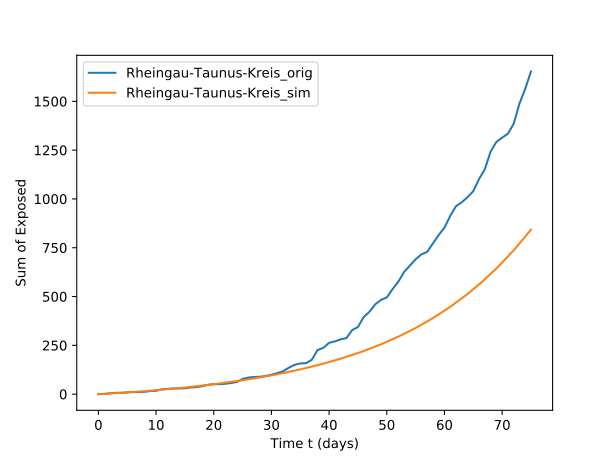 Rheingau-Taunus-Kreis_orig
Rheingau-Taunus-Kreis_sim
1500
1250
1000
750
500
250
0
Sum of Exposed
0 10 20 30 40 50 60 70
Time t (days)